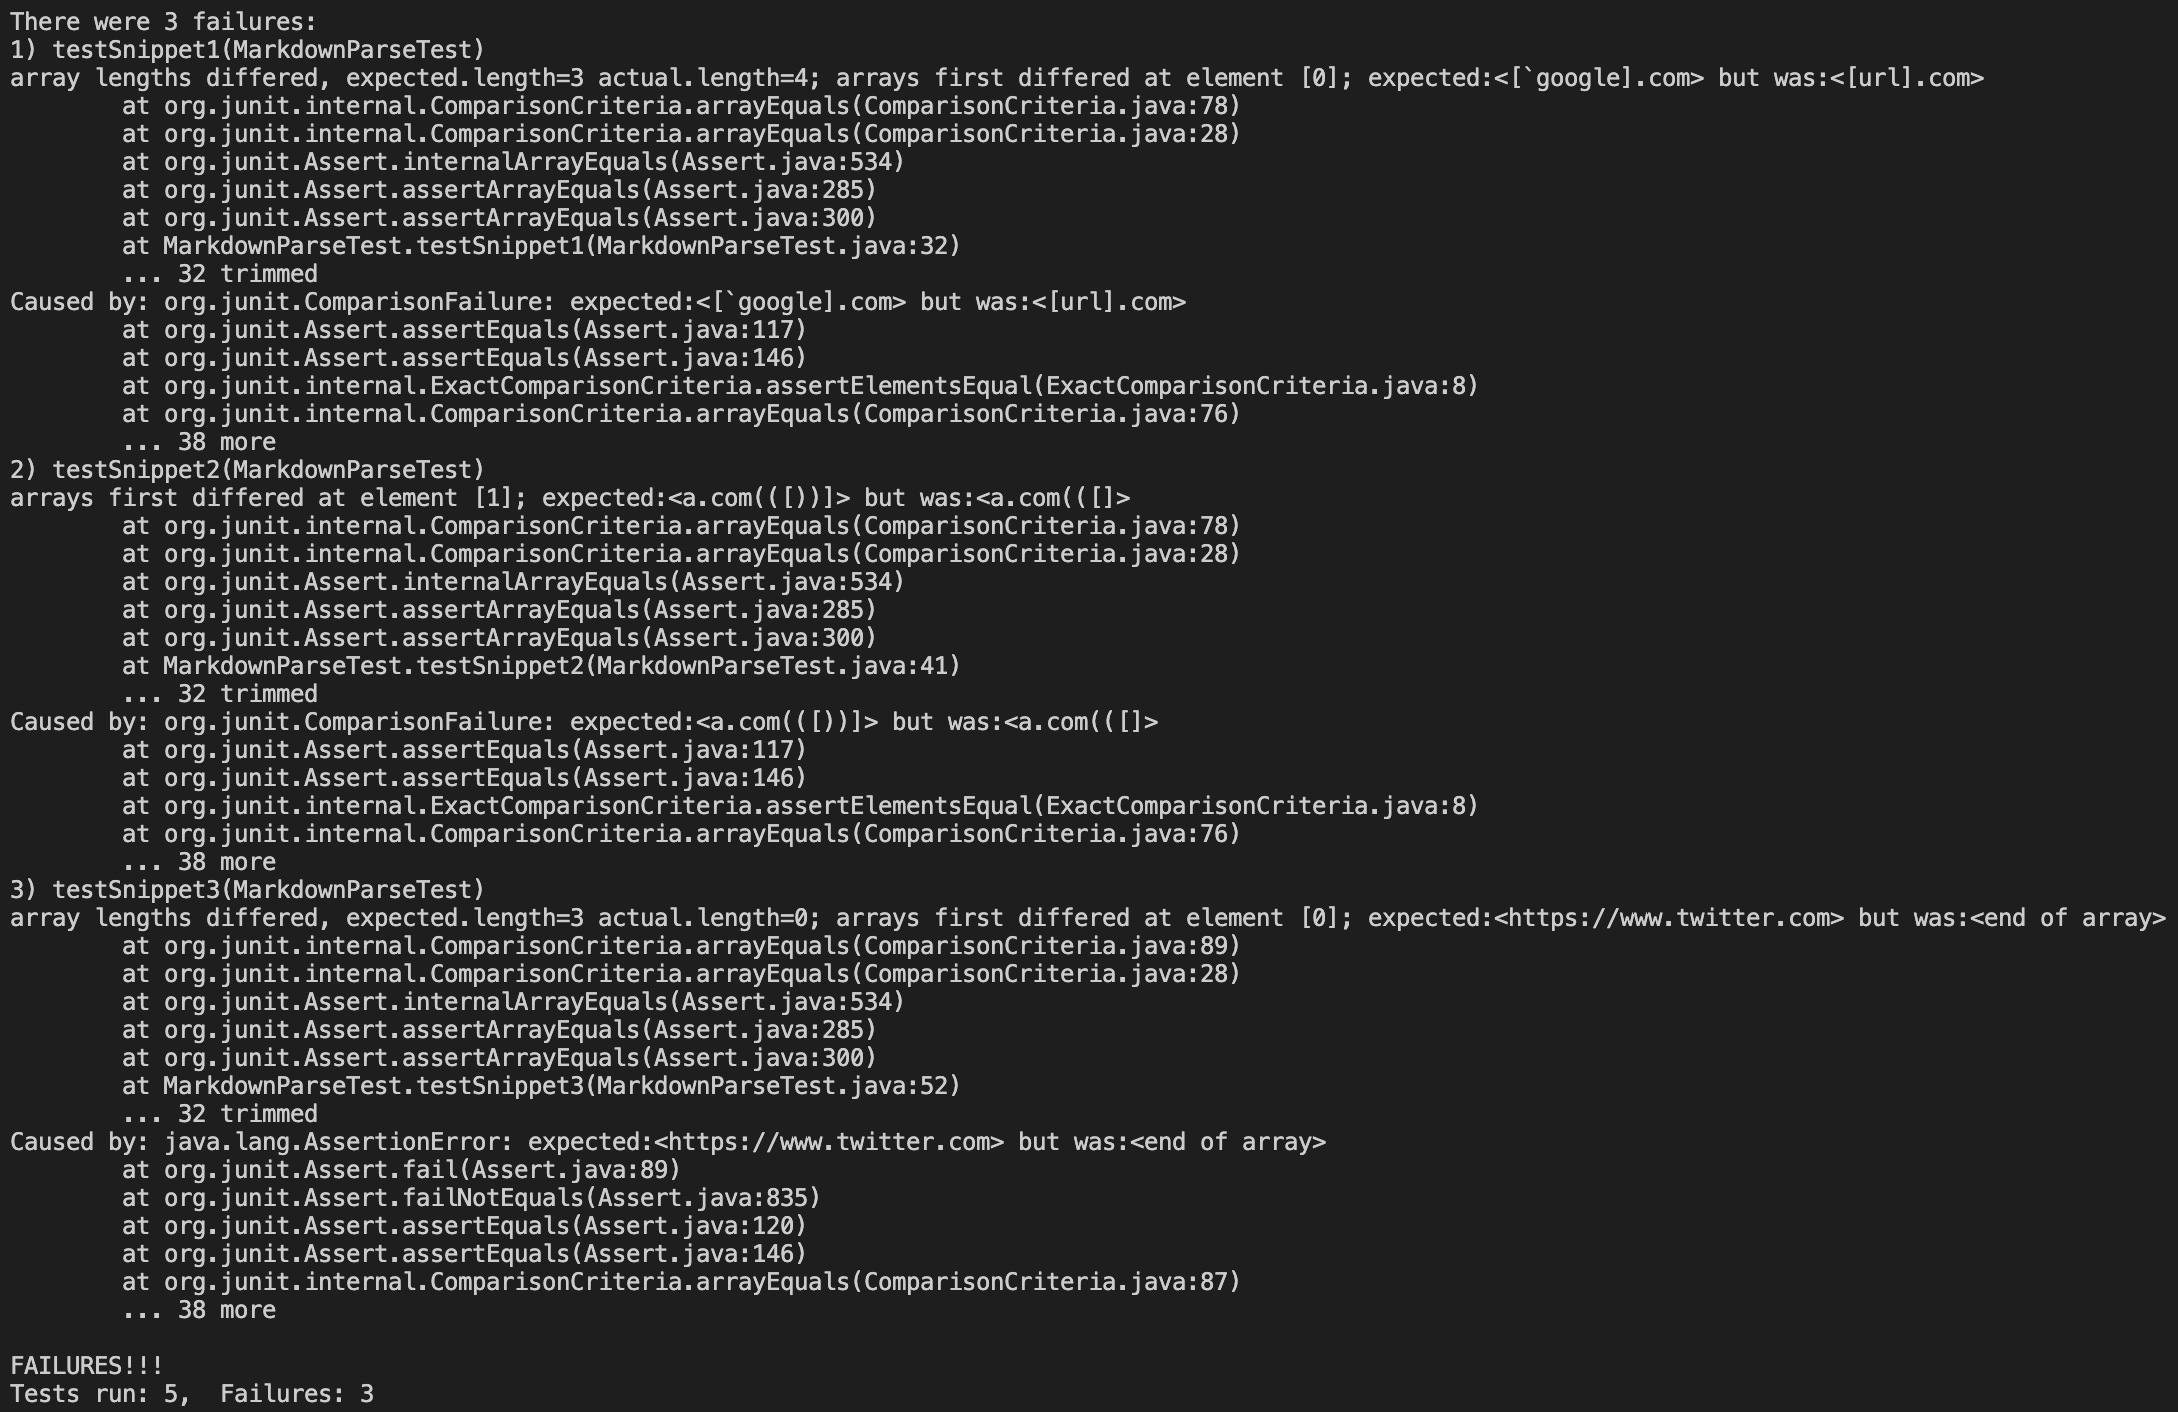 There were 3 failures:
1) testSnippet1(MarkdownParseTest)
array lengths differed, expected.length=3 actual.length=4; arrays first differed at element [0]; expected:<[`google].com> but was:<[url].com>
        at org.junit.internal.ComparisonCriteria.arrayEquals(ComparisonCriteria.java:78)
        at org.junit.internal.ComparisonCriteria.arrayEquals(ComparisonCriteria.java:28)
        at org.junit.Assert.internalArrayEquals(Assert.java:534)
        at org.junit.Assert.assertArrayEquals(Assert.java:285)
        at org.junit.Assert.assertArrayEquals(Assert.java:300)
        at MarkdownParseTest.testSnippet1(MarkdownParseTest.java:32)
        ... 32 trimmed
Caused by: org.junit.ComparisonFailure: expected:<[`google].com> but was:<[url].com>
        at org.junit.Assert.assertEquals(Assert.java:117)
        at org.junit.Assert.assertEquals(Assert.java:146)
        at org.junit.internal.ExactComparisonCriteria.assertElementsEqual(ExactComparisonCriteria.java:8)
        at org.junit.internal.ComparisonCriteria.arrayEquals(ComparisonCriteria.java:76)
        ... 38 more
2) testSnippet2(MarkdownParseTest)
arrays first differed at element [1]; expected:<a.com(([))]> but was:<a.com(([]>
        at org.junit.internal.ComparisonCriteria.arrayEquals(ComparisonCriteria.java:78)
        at org.junit.internal.ComparisonCriteria.arrayEquals(ComparisonCriteria.java:28)
        at org.junit.Assert.internalArrayEquals(Assert.java:534)
        at org.junit.Assert.assertArrayEquals(Assert.java:285)
        at org.junit.Assert.assertArrayEquals(Assert.java:300)
        at MarkdownParseTest.testSnippet2(MarkdownParseTest.java:41)
        ... 32 trimmed
Caused by: org.junit.ComparisonFailure: expected:<a.com(([))]> but was:<a.com(([]>
        at org.junit.Assert.assertEquals(Assert.java:117)
        at org.junit.Assert.assertEquals(Assert.java:146)
        at org.junit.internal.ExactComparisonCriteria.assertElementsEqual(ExactComparisonCriteria.java:8)
        at org.junit.internal.ComparisonCriteria.arrayEquals(ComparisonCriteria.java:76)
        ... 38 more
3) testSnippet3(MarkdownParseTest)
array lengths differed, expected.length=3 actual.length=0; arrays first differed at element [0]; expected:<https://www.twitter.com> but was:<end of array>
        at org.junit.internal.ComparisonCriteria.arrayEquals(ComparisonCriteria.java:89)
        at org.junit.internal.ComparisonCriteria.arrayEquals(ComparisonCriteria.java:28)
        at org.junit.Assert.internalArrayEquals(Assert.java:534)
        at org.junit.Assert.assertArrayEquals(Assert.java:285)
        at org.junit.Assert.assertArrayEquals(Assert.java:300)
        at MarkdownParseTest.testSnippet3(MarkdownParseTest.java:52)
        ... 32 trimmed
Caused by: java.lang.AssertionError: expected:<https://www.twitter.com> but was:<end of array>
        at org.junit.Assert.fail(Assert.java:89)
        at org.junit.Assert.failNotEquals(Assert.java:835)
        at org.junit.Assert.assertEquals(Assert.java:120)
        at org.junit.Assert.assertEquals(Assert.java:146)
        at org.junit.internal.ComparisonCriteria.arrayEquals(ComparisonCriteria.java:87)
        ... 38 more

FAILURES!!!
Tests run: 5,  Failures: 3